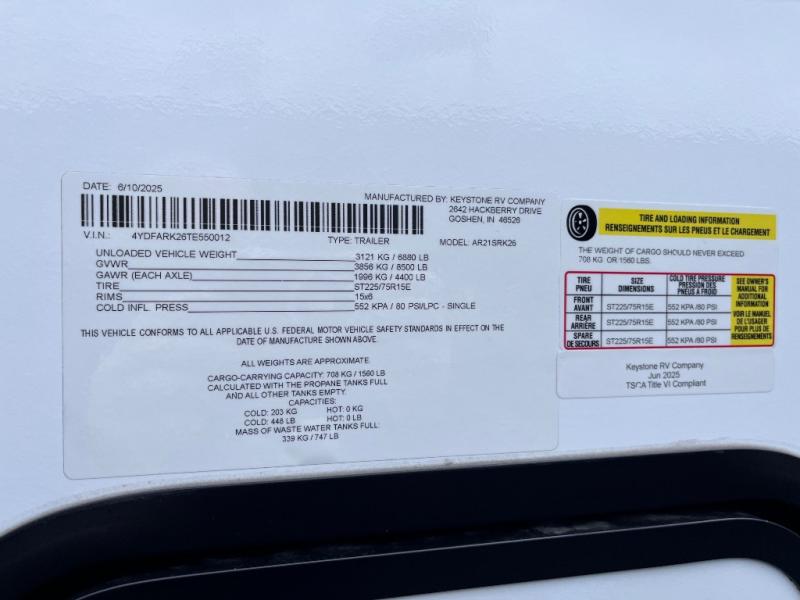 DATE: 6/10/2025
MANUFACTURED BY: KEYSTONE RV COMPANY
2642 HACKBERRY DRIVE
GOSHEN, IN 46526
V.I.N.: 4YDFARK26TE550012
TYPE: TRAILER
MODEL: AR21SRK26
UNLOADED VEHICLE WEIGHT 3121 KG / 6880 LB
GVWR 3856 KG / 8500 LB
GAWR (EACH AXLE) 1996 KG / 4400 LB
TIRE ST225/75R15E
RIMS 15x6
COLD INFL. PRESS 552 KPA / 80 PSI/LPC - SINGLE
THIS VEHICLE CONFORMS TO ALL APPLICABLE U.S. FEDERAL MOTOR VEHICLE SAFETY STANDARDS IN EFFECT ON THE
DATE OF MANUFACTURE SHOWN ABOVE.
ALL WEIGHTS ARE APPROXIMATE.
CARGO-CARRYING CAPACITY: 708 KG / 1560 LB
CALCULATED WITH THE PROPANE TANKS FULL
AND ALL OTHER TANKS EMPTY.
CAPACITIES:
COLD: 203 KG HOT: 0 KG
COLD: 448 LB HOT: 0 LB
MASS OF WASTE WATER TANKS FULL:
339 KG / 747 LB
TIRE AND LOADING INFORMATION
RENSEIGNEMENTS SUR LES PNEUS ET LE CHARGEMENT
THE WEIGHT OF CARGO SHOULD NEVER EXCEED
708 KG OR 1560 LBS.
TIRE
PNEU
SIZE
DIMENSIONS
COLD TIRE PRESSURE
PRESSION DES
PNEUS A FROID
SEE OWNER'S
MANUAL FOR
ADDITIONAL
INFORMATION
VOIR LE MANUEL
DE L'USAGER
POUR PLUS DE
RENSEIGNEMENTS
FRONT
AVANT
ST225/75R15E
552 KPA /80 PSI
REAR
ARRIÈRE
ST225/75R15E
552 KPA /80 PSI
SPARE
DE SECOURS
ST225/75R15E
552 KPA /80 PSI
Keystone RV Company
Jun 2025
TSCA Title VI Compliant